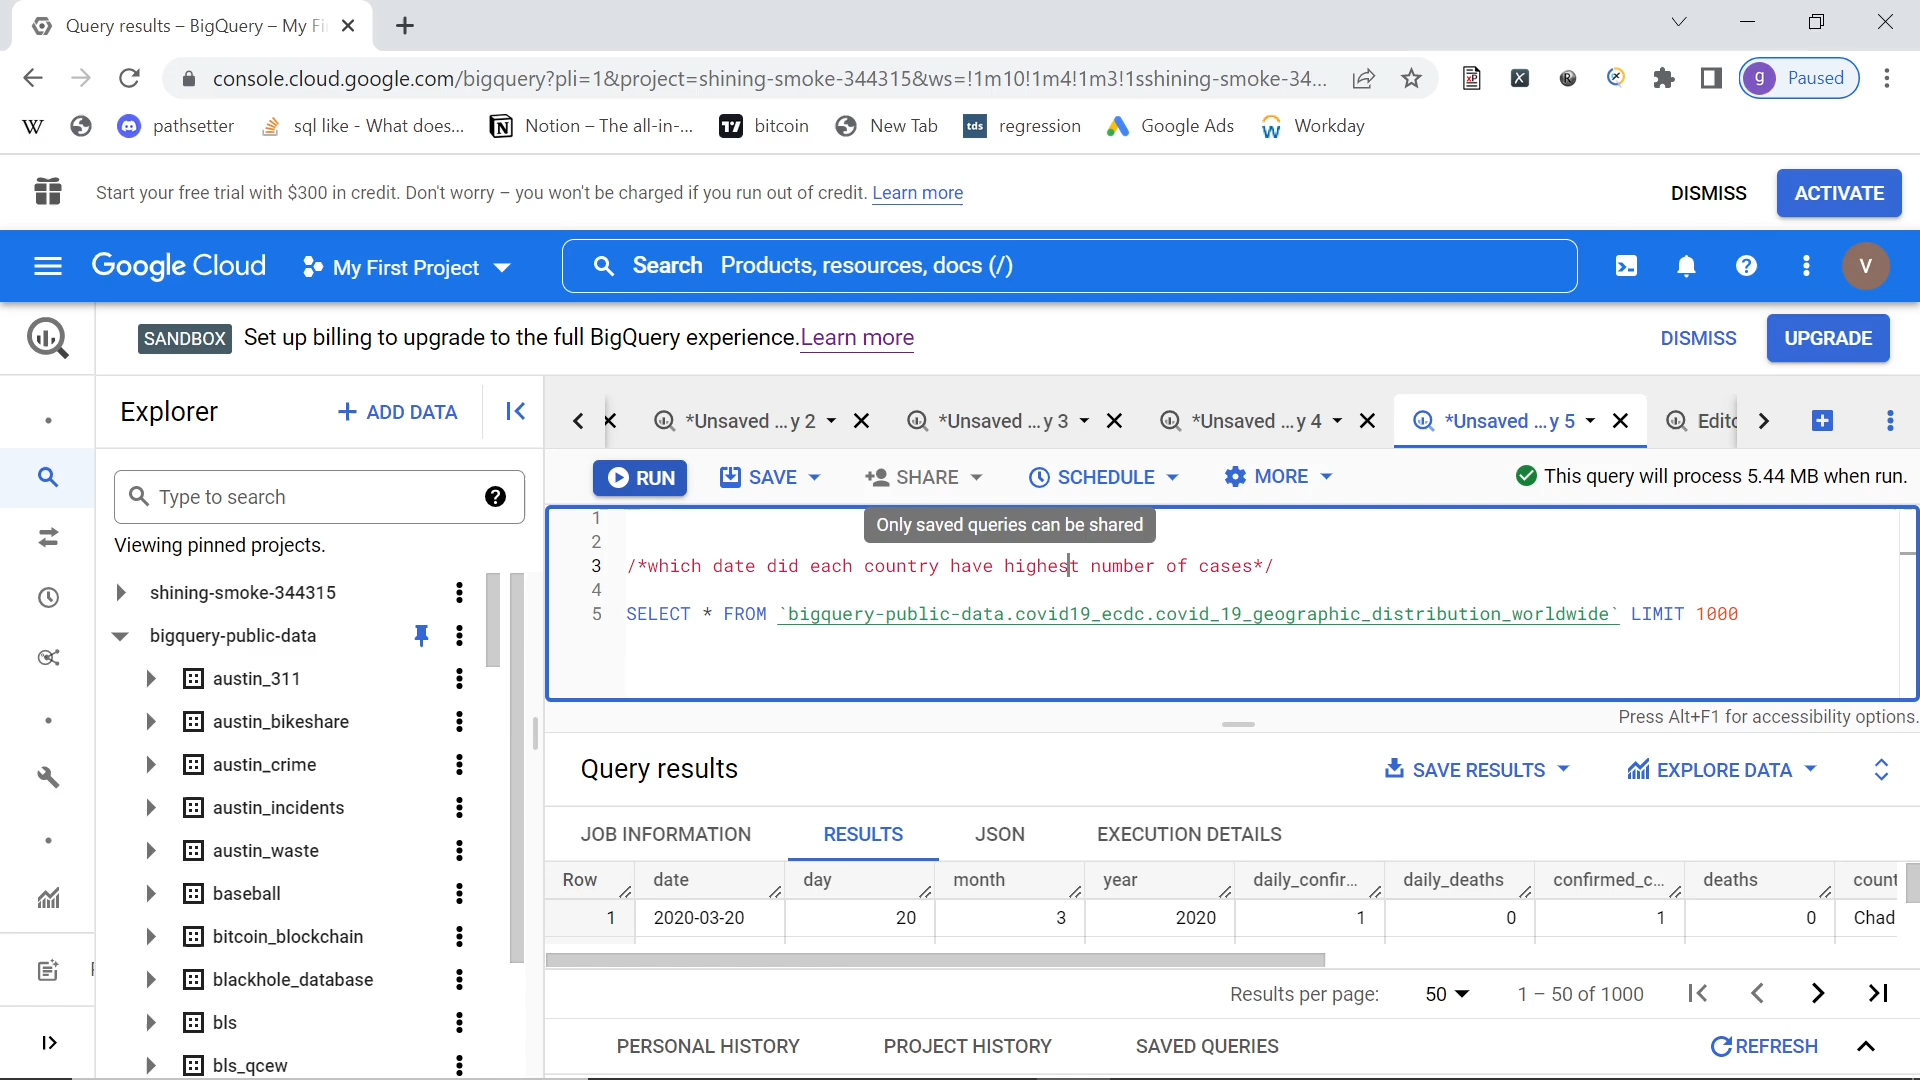 Query results – BigQuery – My Fi
console.cloud.google.com/bigquery?pli=1&project=shining-smoke-344315&ws=!1m10!1m4!1m3!1sshining-smoke-34...
g Paused
W pathsetter sql like - What does... Notion – The all-in-... bitcoin New Tab tds regression Google Ads Workday
Start your free trial with $300 in credit. Don't worry – you won't be charged if you run out of credit. Learn more DISMISS ACTIVATE
Google Cloud My First Project Search Products, resources, docs (/) V
SANDBOX Set up billing to upgrade to the full BigQuery experience. Learn more DISMISS UPGRADE
Explorer + ADD DATA
*Unsaved ...y 2 *Unsaved ...y 3 *Unsaved ...y 4 *Unsaved ...y 5 Edito
RUN SAVE SHARE SCHEDULE MORE This query will process 5.44 MB when run.
Only saved queries can be shared
Type to search
Viewing pinned projects.
1
2
3 /*which date did each country have highest number of cases*/
4
5 SELECT * FROM `bigquery-public-data.covid19_ecdc.covid_19_geographic_distribution_worldwide` LIMIT 1000
shining-smoke-344315
bigquery-public-data
austin_311
austin_bikeshare
austin_crime
austin_incidents
austin_waste
baseball
bitcoin_blockchain
blackhole_database
bls
bls_qcew
Press Alt+F1 for accessibility options.
Query results SAVE RESULTS EXPLORE DATA
JOB INFORMATION RESULTS JSON EXECUTION DETAILS
Row date day month year daily_confir... daily_deaths confirmed_c... deaths count
1 2020-03-20 20 3 2020 1 0 1 0 Chad
Results per page: 50 1 – 50 of 1000
PERSONAL HISTORY PROJECT HISTORY SAVED QUERIES REFRESH